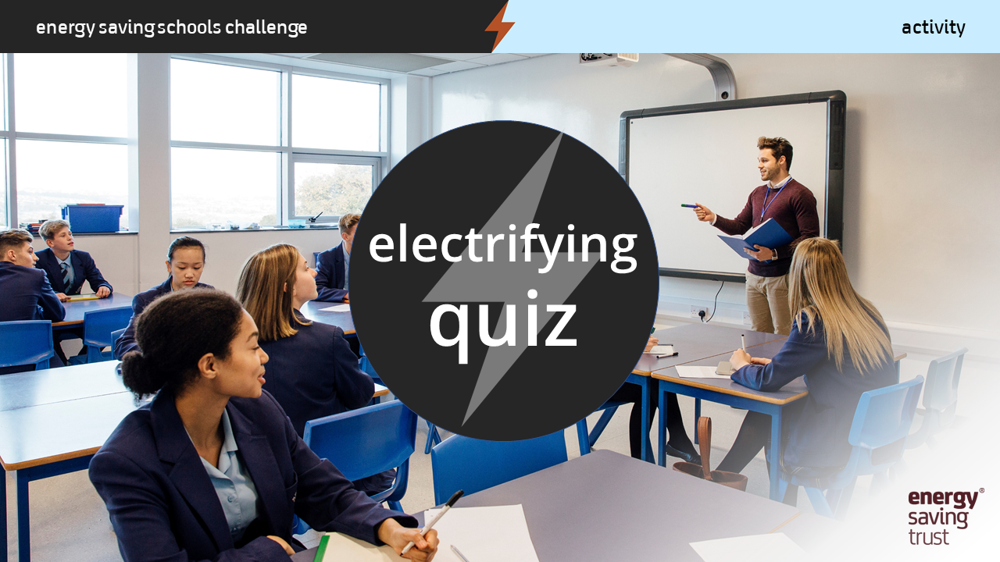 energy saving schools challenge
activity
electrifying
quiz
energy®
saving
trust